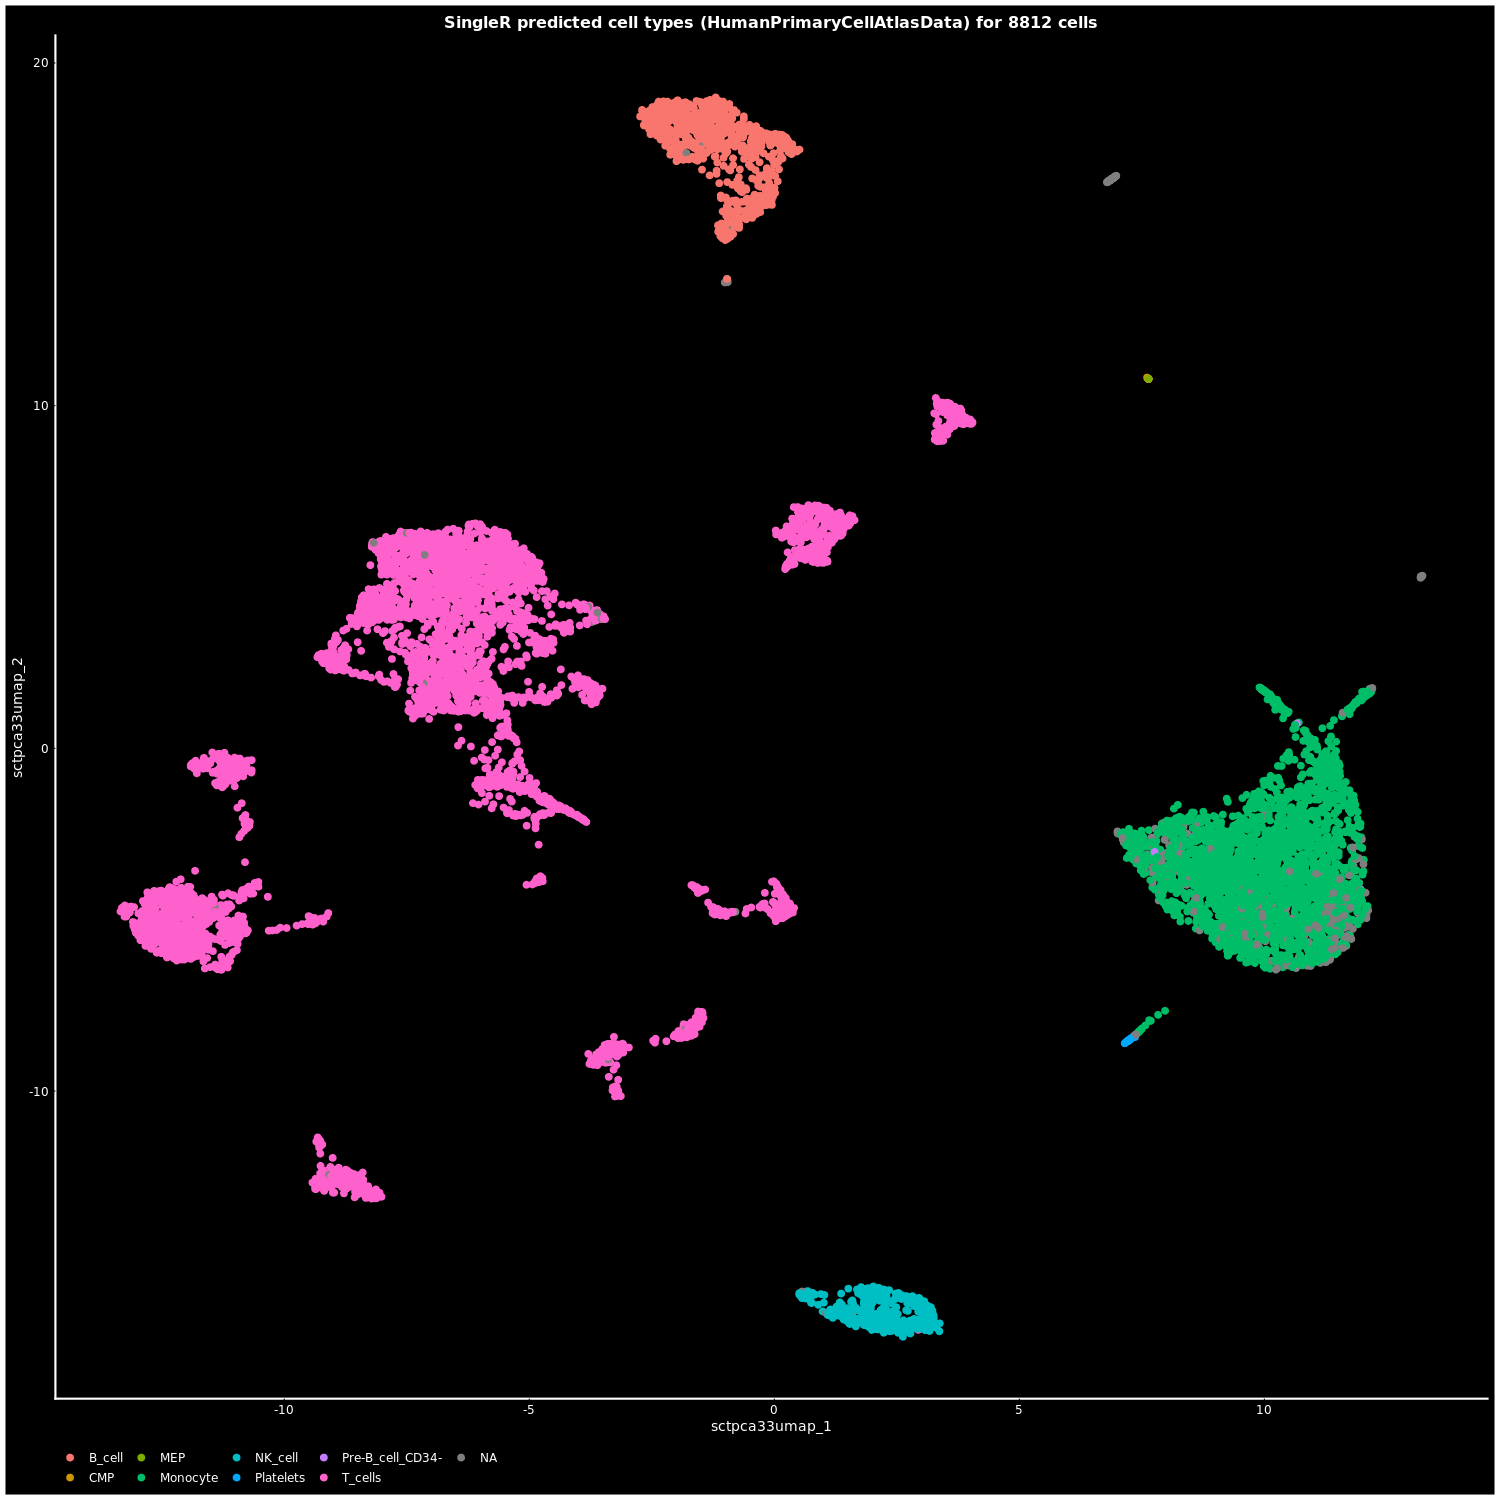 SingleR predicted cell types (HumanPrimaryCellAtlasData) for 8812 cells
20
10
0
-10
sctpca33umap_2
-10 -5 0 5 10
sctpca33umap_1
B_cell MEP NK_cell Pre-B_cell_CD34- NA
CMP Monocyte Platelets T_cells